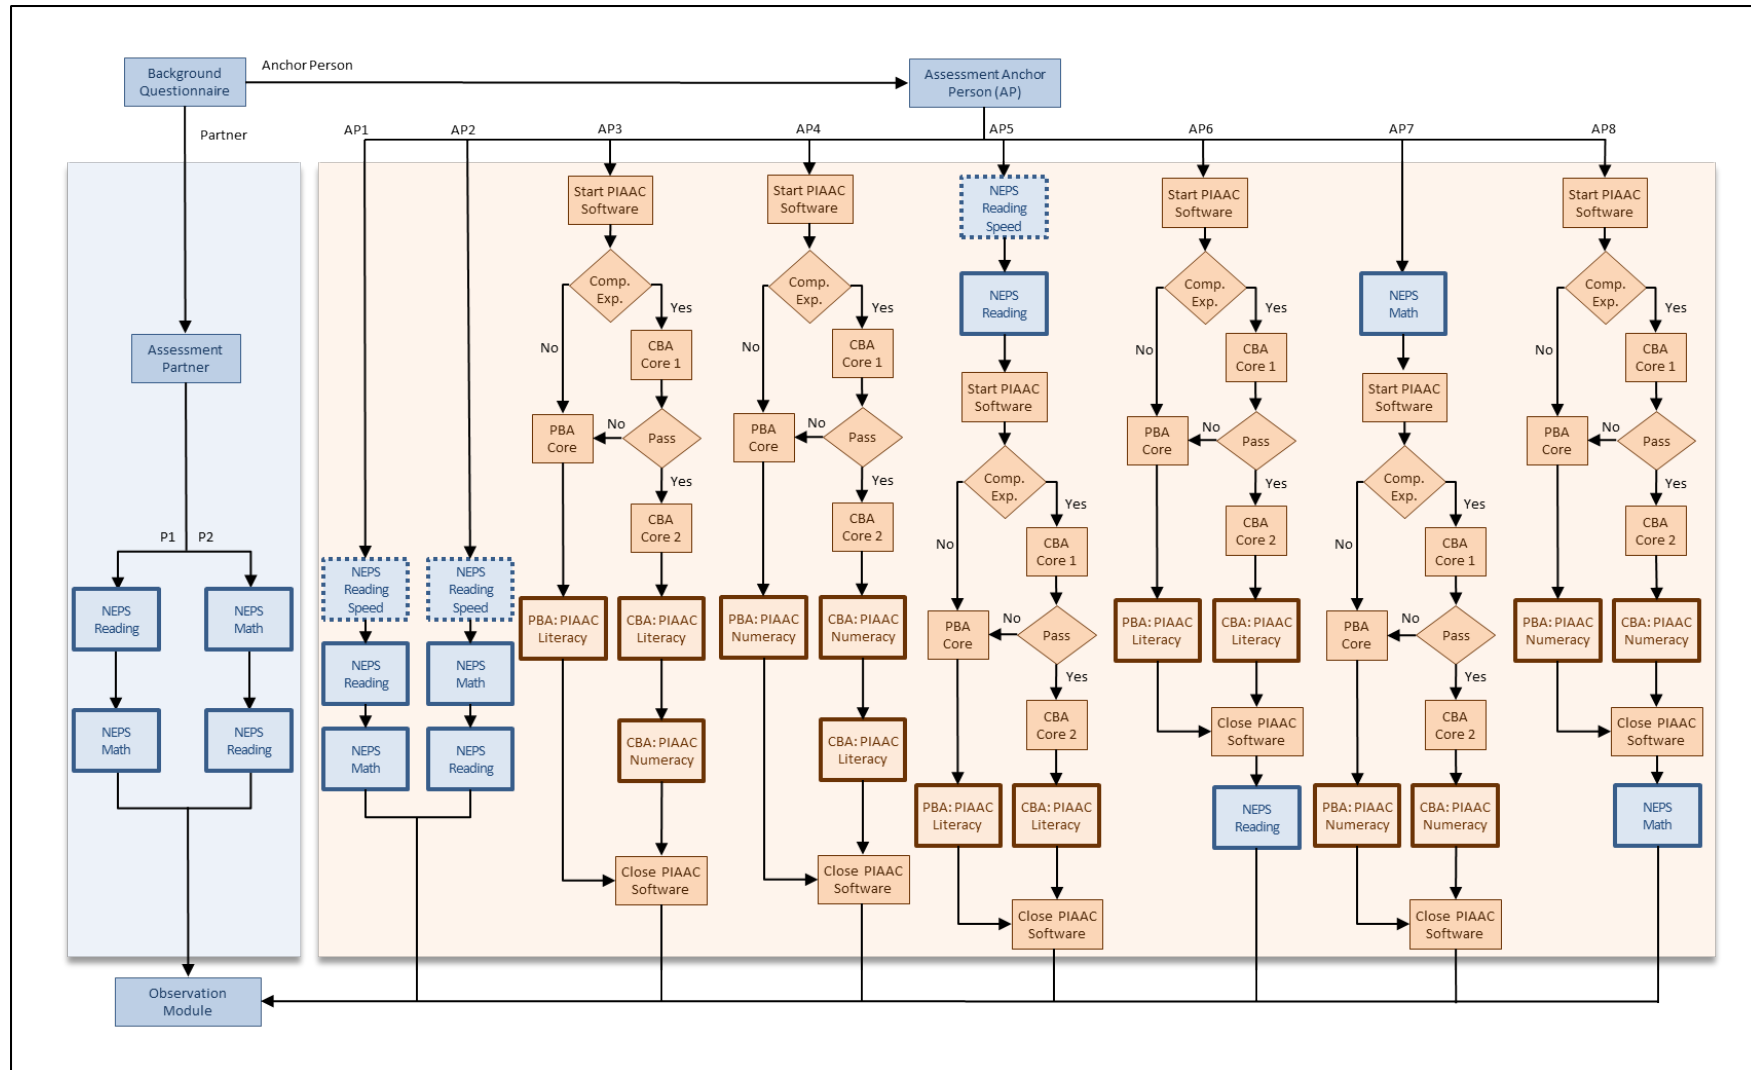 Background
Questionnaire
Anchor Person
Assessment Anchor
Person (AP)
Partner
AP1
AP2
AP3
AP4
AP5
AP6
AP7
AP8
Assessment
Partner
P1
P2
NEPS
Reading
NEPS
Math
NEPS
Math
NEPS
Reading
NEPS
Reading
Speed
NEPS
Reading
NEPS
Math
NEPS
Reading
Speed
NEPS
Math
NEPS
Reading
Start PIAAC
Software
Comp.
Exp.
Yes
No
CBA
Core 1
PBA
Core
No
Pass
Yes
CBA
Core 2
PBA: PIAAC
Literacy
CBA: PIAAC
Literacy
CBA: PIAAC
Numeracy
Close PIAAC
Software
Start PIAAC
Software
Comp.
Exp.
Yes
No
CBA
Core 1
PBA
Core
No
Pass
Yes
CBA
Core 2
PBA: PIAAC
Numeracy
CBA: PIAAC
Numeracy
CBA: PIAAC
Literacy
Close PIAAC
Software
NEPS
Reading
Speed
NEPS
Reading
Start PIAAC
Software
Comp.
Exp.
Yes
No
CBA
Core 1
PBA
Core
No
Pass
Yes
CBA
Core 2
PBA: PIAAC
Literacy
CBA: PIAAC
Literacy
Close PIAAC
Software
Start PIAAC
Software
Comp.
Exp.
Yes
No
CBA
Core 1
PBA
Core
No
Pass
Yes
CBA
Core 2
PBA: PIAAC
Literacy
CBA: PIAAC
Literacy
Close PIAAC
Software
NEPS
Reading
NEPS
Math
Start PIAAC
Software
Comp.
Exp.
Yes
No
CBA
Core 1
PBA
Core
No
Pass
Yes
CBA
Core 2
PBA: PIAAC
Numeracy
CBA: PIAAC
Numeracy
Close PIAAC
Software
Start PIAAC
Software
Comp.
Exp.
Yes
No
CBA
Core 1
PBA
Core
No
Pass
Yes
CBA
Core 2
PBA: PIAAC
Numeracy
CBA: PIAAC
Numeracy
Close PIAAC
Software
NEPS
Math
Observation
Module